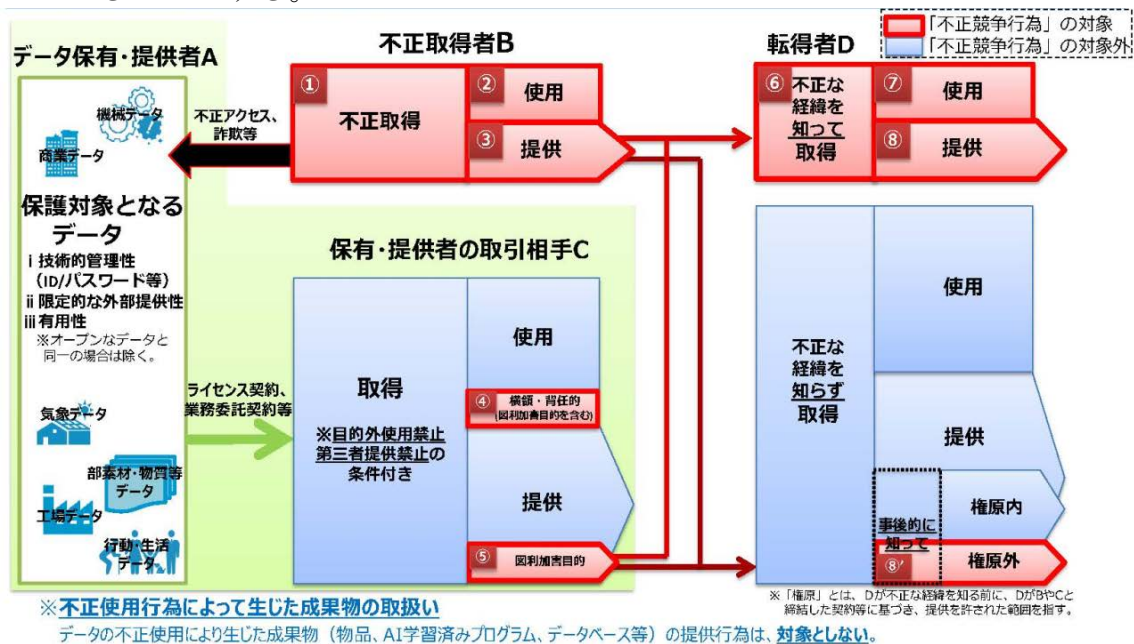 「不正競争行為」の対象
「不正競争行為」の対象外
データ保有・提供者A
機械データ
商業データ
保護対象となる
データ
ⅰ 技術的管理性
（ID/パスワード等）
ⅱ 限定的な外部提供性
ⅲ 有用性
※オープンなデータと
同一の場合は除く。
気象データ
部素材・物質等
データ
工場データ
行動・生活
データ
不正アクセス、
詐欺等
不正取得者B
①
不正取得
②
使用
③
提供
転得者D
⑥
不正な
経緯を
知って
取得
⑦
使用
⑧
提供
ライセンス契約、
業務委託契約等
保有・提供者の取引相手C
取得
※目的外使用禁止
第三者提供禁止の
条件付き
使用
④
横領・背任的
(図利加害目的を含む)
提供
⑤
図利加害目的
不正な
経緯を
知らず
取得
使用
提供
事後的に
知って
権原内
⑧’
権原外
※「権原」とは、Dが不正な経緯を知る前に、DがBやCと
締結した契約等に基づき、提供を許された範囲を指す。
※不正使用行為によって生じた成果物の取扱い
データの不正使用により生じた成果物（物品、AI学習済みプログラム、データベース等）の提供行為は、対象としない。